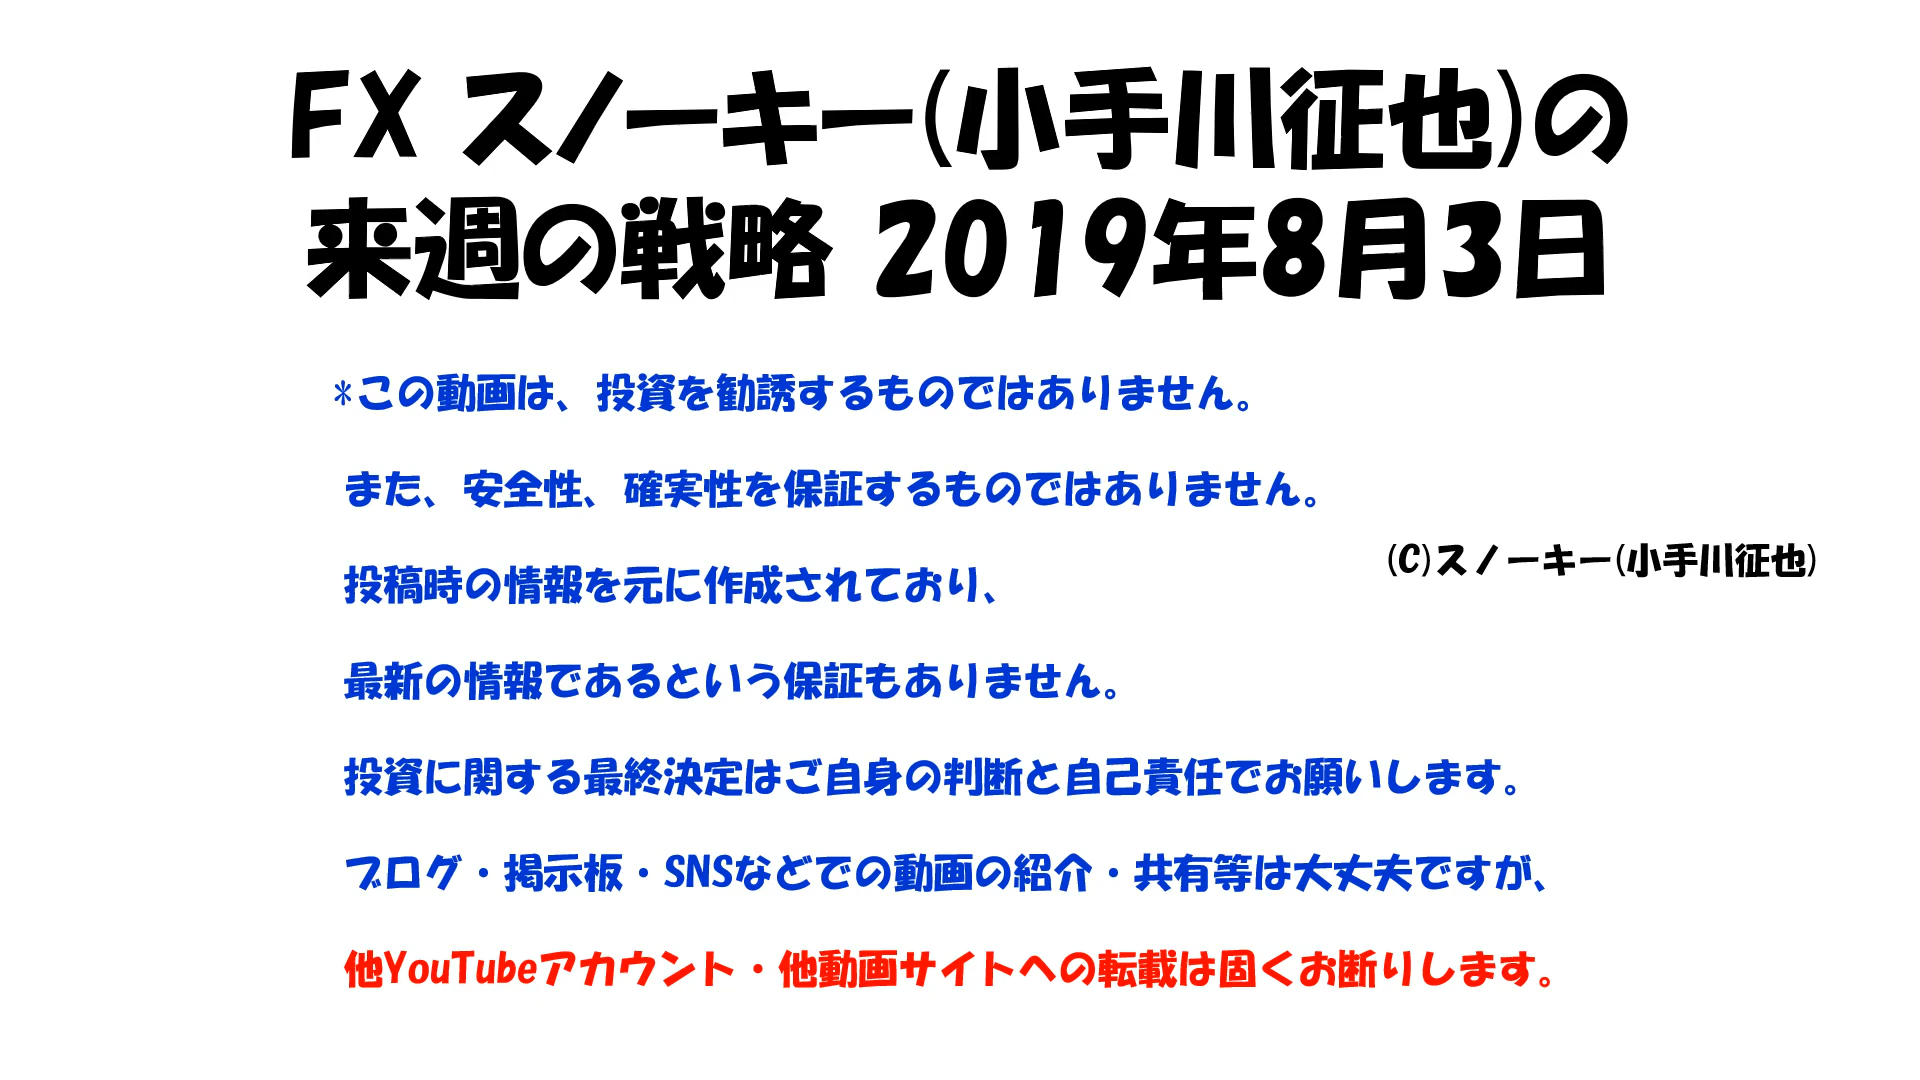 FX スノーキー(小手川征也)の
来週の戦略 2019年8月3日
*この動画は、投資を勧誘するものではありません。
また、安全性、確実性を保証するものではありません。
(C)スノーキー(小手川征也)
投稿時の情報を元に作成されており、
最新の情報であるという保証もありません。
投資に関する最終決定はご自身の判断と自己責任でお願いします。
ブログ・掲示板・SNSなどでの動画の紹介・共有等は大丈夫ですが、
他YouTubeアカウント・他動画サイトへの転載は固くお断りします。